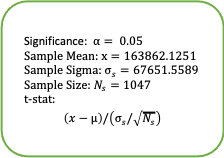 Significance: α = 0.05
Sample Mean: x = 163862.1251
Sample Sigma: σₛ = 67651.5589
Sample Size: Nₛ = 1047
t-stat:
(x − μ)/(σₛ/√Nₛ)